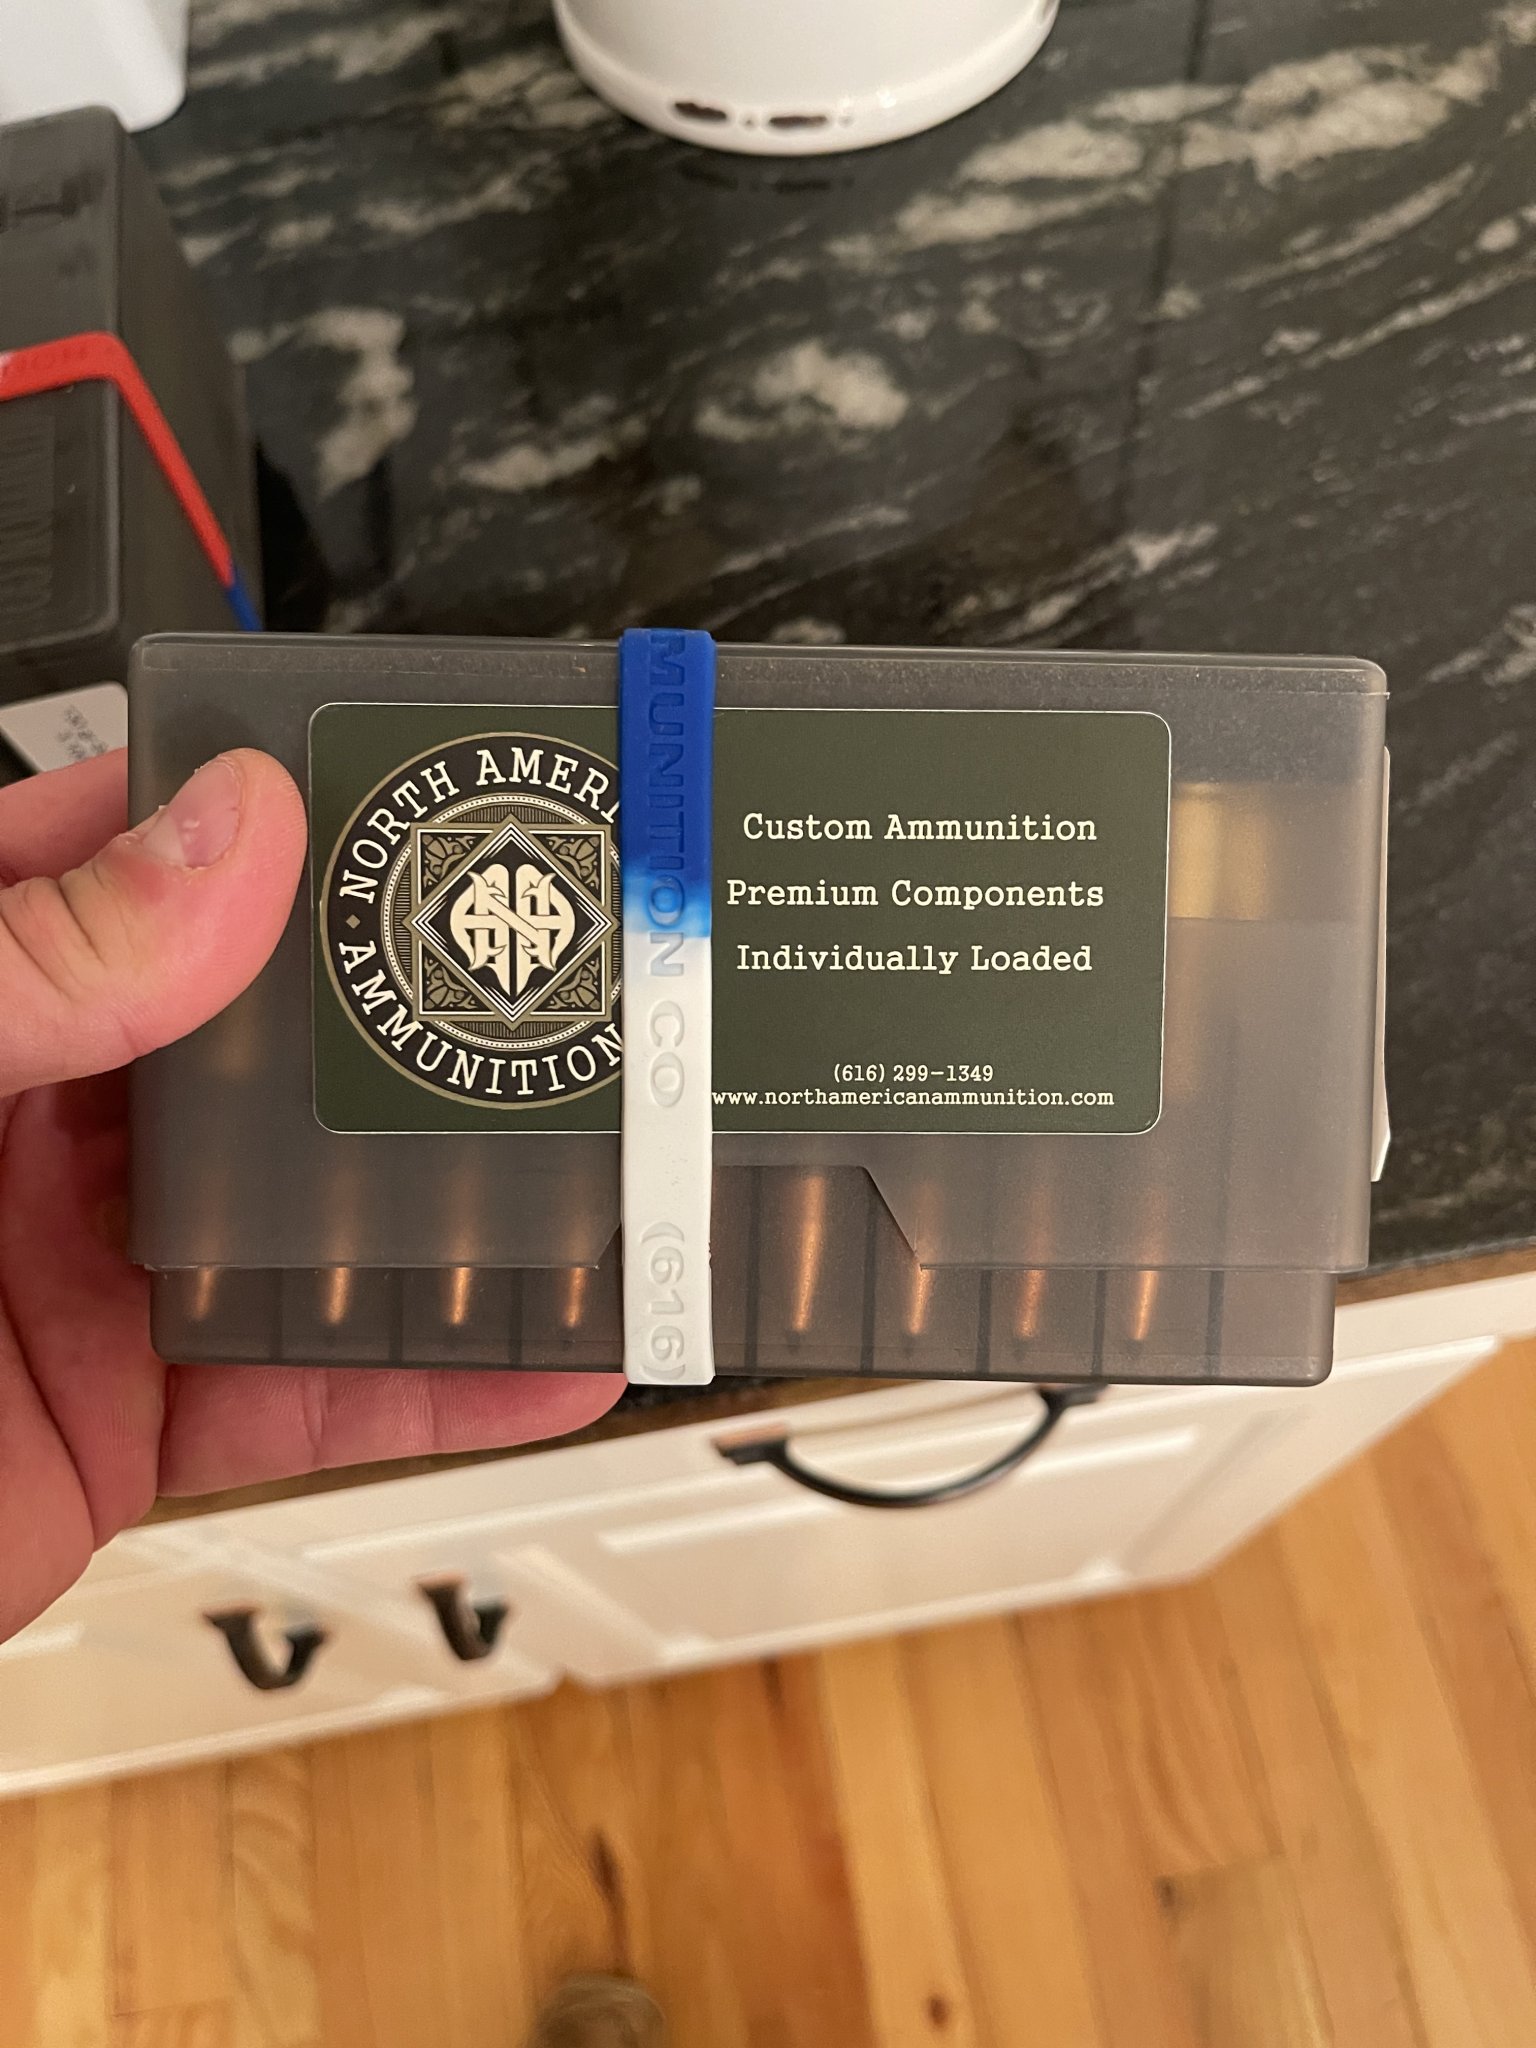 NORTH AMERI
AMMUNITION
MUNITION CO (616)
Custom Ammunition
Premium Components
Individually Loaded
(616) 299-1349
www.northamericanammunition.com